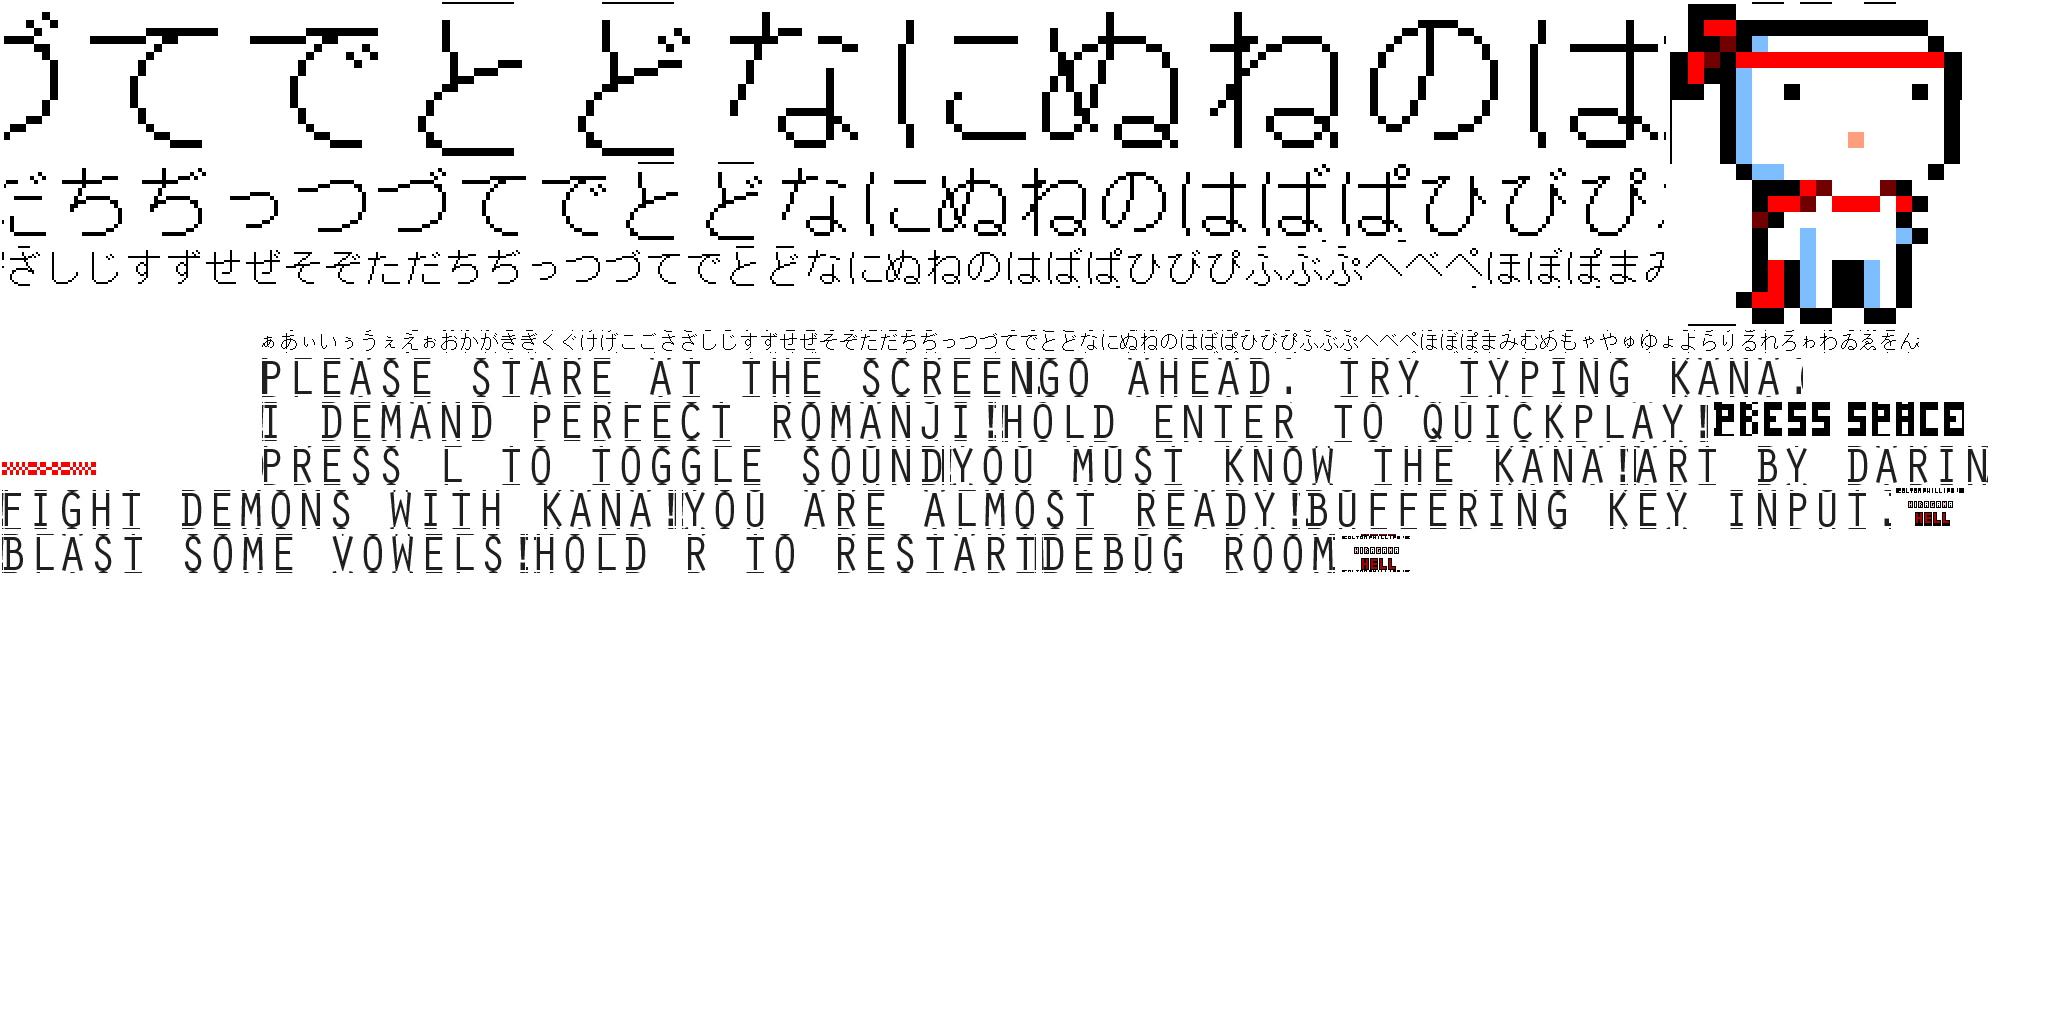 づてでとどなにぬねのは
ごちぢっつづてでとどなにぬねのはばぱひびぴ
ざしじすずせぜそぞただちぢっつづてでとどなにぬねのはばぱひびぴふぶぷへべぺほぼぽまみ
ぁあぃいぅうぇえぉおかがきぎくぐけげこごさざしじすずせぜそぞただちぢっつづてでとどなにぬねのはばぱひびぴふぶぷへべぺほぼぽまみむめもゃやゅゆょよらりるれろゎわゐゑをん
PLEASE STARE AT THE SCREEN. GO AHEAD. TRY TYPING KANA.
I DEMAND PERFECT ROMANJI! HOLD ENTER TO QUICKPLAY! PRESS SPACE
PRESS L TO TOGGLE SOUND YOU MUST KNOW THE KANA! ART BY DARIN
FIGHT DEMONS WITH KANA! YOU ARE ALMOST READY! BUFFERING KEY INPUT. HIRAGANA HELL
BLAST SOME VOWELS! HOLD R TO RESTART DEBUG ROOM HIRAGANA HELL